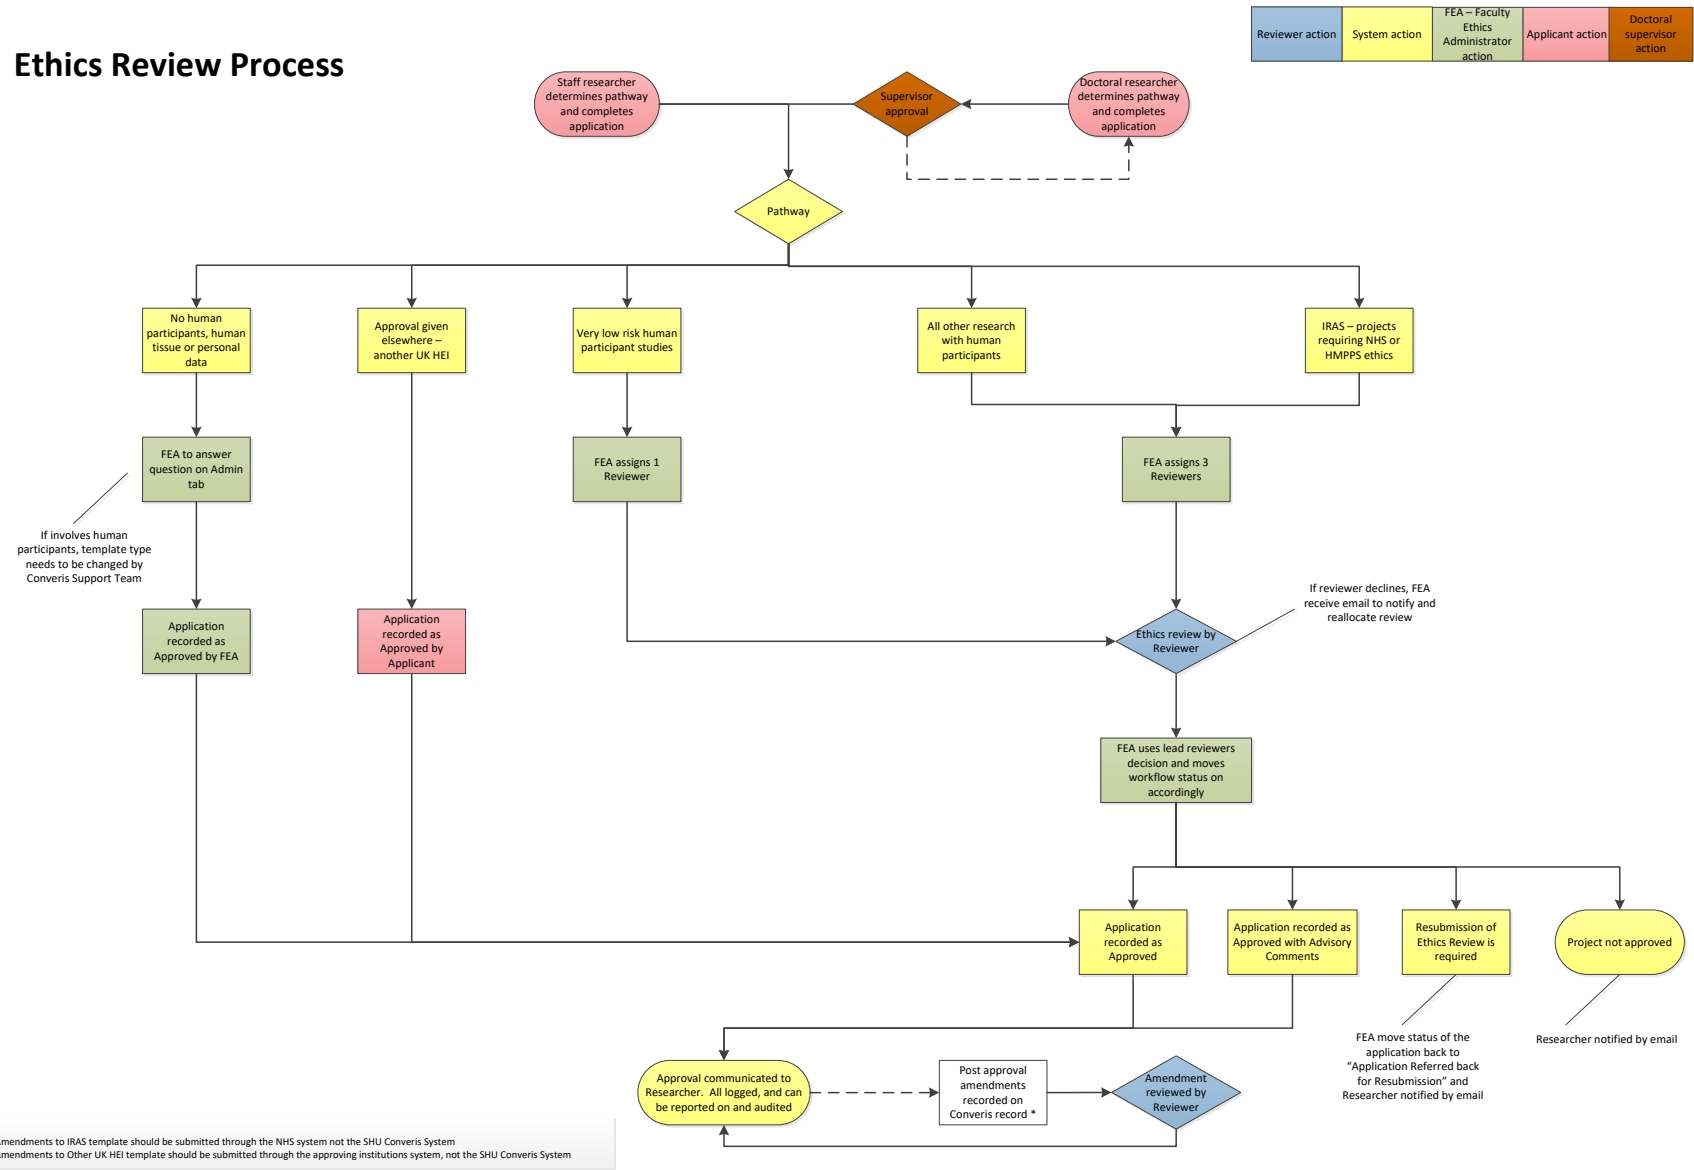 Ethics Review Process
Reviewer action
System action
FEA – Faculty
Ethics
Administrator
action
Applicant action
Doctoral
supervisor
action
Staff researcher
determines pathway
and completes
application
Supervisor
approval
Doctoral researcher
determines pathway
and completes
application
Pathway
No human
participants, human
tissue or personal
data
Approval given
elsewhere –
another UK HEI
Very low risk human
participant studies
All other research
with human
participants
IRAS – projects
requiring NHS or
HMPPS ethics
FEA to answer
question on Admin
tab
FEA assigns 1
Reviewer
FEA assigns 3
Reviewers
If involves human
participants, template type
needs to be changed by
Converis Support Team
If reviewer declines, FEA
receive email to notify and
reallocate review
Application
recorded as
Approved by FEA
Application
recorded as
Approved by
Applicant
Ethics review by
Reviewer
FEA uses lead reviewers
decision and moves
workflow status on
accordingly
Application
recorded as
Approved
Application recorded as
Approved with Advisory
Comments
Resubmission of
Ethics Review is
required
Project not approved
FEA move status of the
application back to
“Application Referred back
for Resubmission” and
Researcher notified by email
Researcher notified by email
Approval communicated to
Researcher. All logged, and can
be reported on and audited
Post approval
amendments
recorded on
Converis record *
Amendment
reviewed by
Reviewer
Amendments to IRAS template should be submitted through the NHS system not the SHU Converis System
Amendments to Other UK HEI template should be submitted through the approving institutions system, not the SHU Converis System